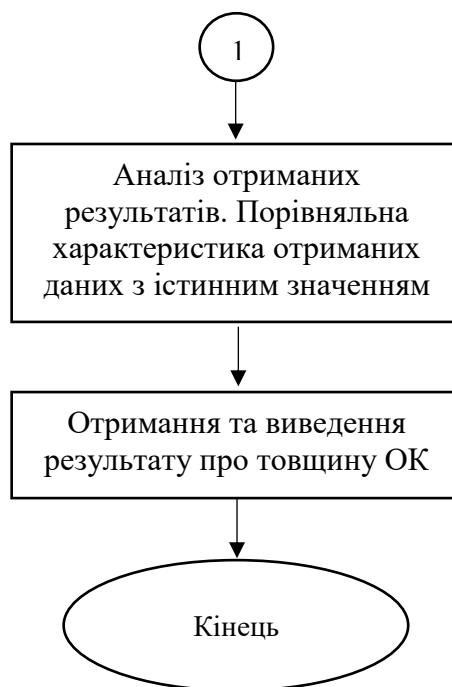 1
Аналіз отриманих
результатів. Порівняльна
характеристика отриманих
даних з істинним значенням
Отримання та виведення
результату про товщину ОК
Кінець